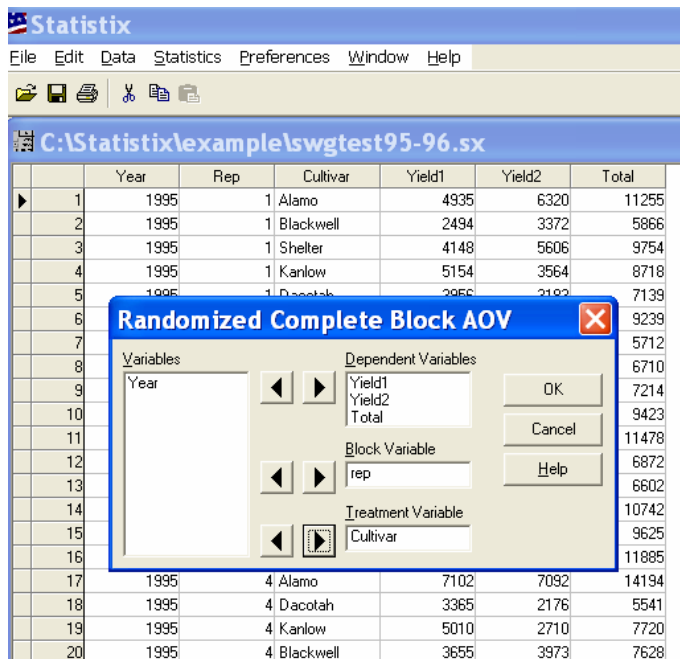 Statistix
File Edit Data Statistics Preferences Window Help
C:\Statistix\example\swgtest95-96.sx
Year Rep Cultivar Yield1 Yield2 Total
1 1995 1 Alamo 4935 6320 11255
2 1995 1 Blackwell 2494 3372 5866
3 1995 1 Shelter 4148 5606 9754
4 1995 1 Kanlow 5154 3564 8718
5 1995 1 Dacotah 3956 3183 7139
6 9239
7 5712
8 6710
9 7214
10 9423
11 11478
12 6872
13 6602
14 10742
15 9625
16 11885
17 1995 4 Alamo 7102 7092 14194
18 1995 4 Dacotah 3365 2176 5541
19 1995 4 Kanlow 5010 2710 7720
20 1995 4 Blackwell 3655 3973 7628
Randomized Complete Block AOV
Variables
Year
Dependent Variables
Yield1
Yield2
Total
Block Variable
rep
Treatment Variable
Cultivar
OK
Cancel
Help